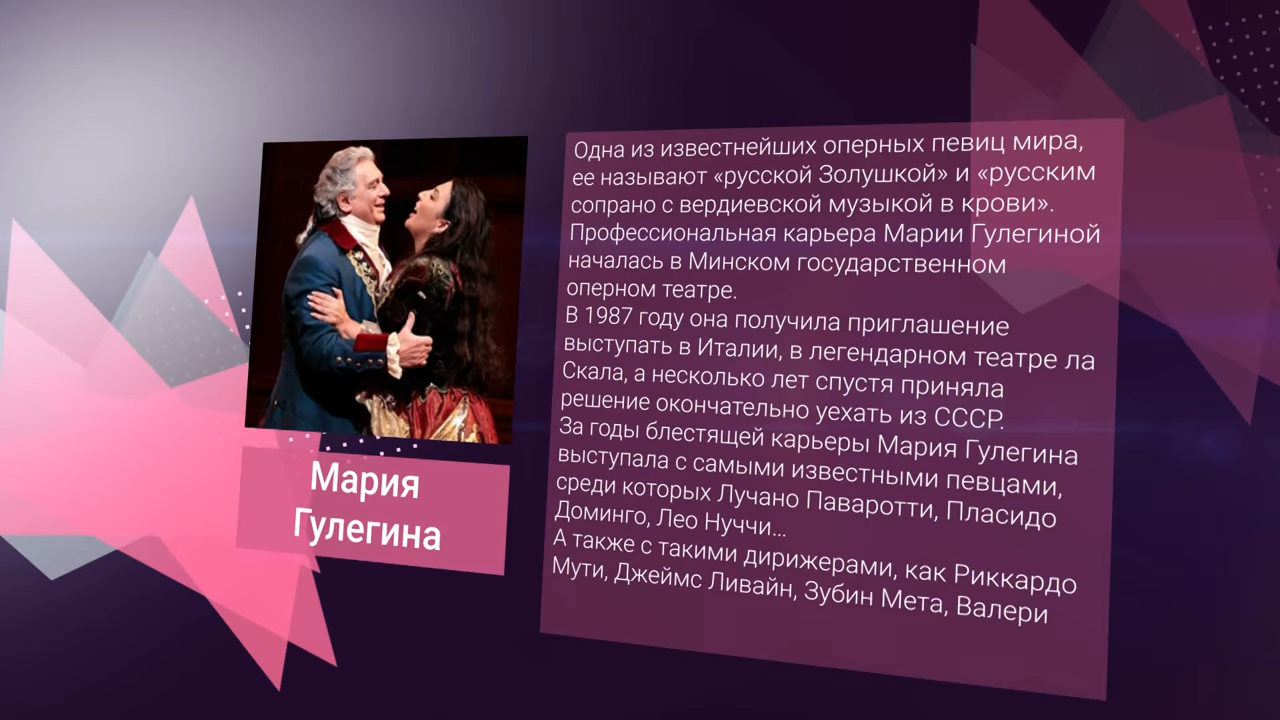 Одна из известнейших оперных певиц мира,
ее называют «русской Золушкой» и «русским
сопрано с вердиевской музыкой в крови».
Профессиональная карьера Марии Гулегиной
началась в Минском государственном
оперном театре.
В 1987 году она получила приглашение
выступать в Италии, в легендарном театре ла
Скала, а несколько лет спустя приняла
решение окончательно уехать из СССР.
За годы блестящей карьеры Мария Гулегина
выступала с самыми известными певцами,
среди которых Лучано Паваротти, Пласидо
Доминго, Лео Нуччи...
А также с такими дирижерами, как Риккардо
Мути, Джеймс Ливайн, Зубин Мета, Валери
Мария
Гулегина